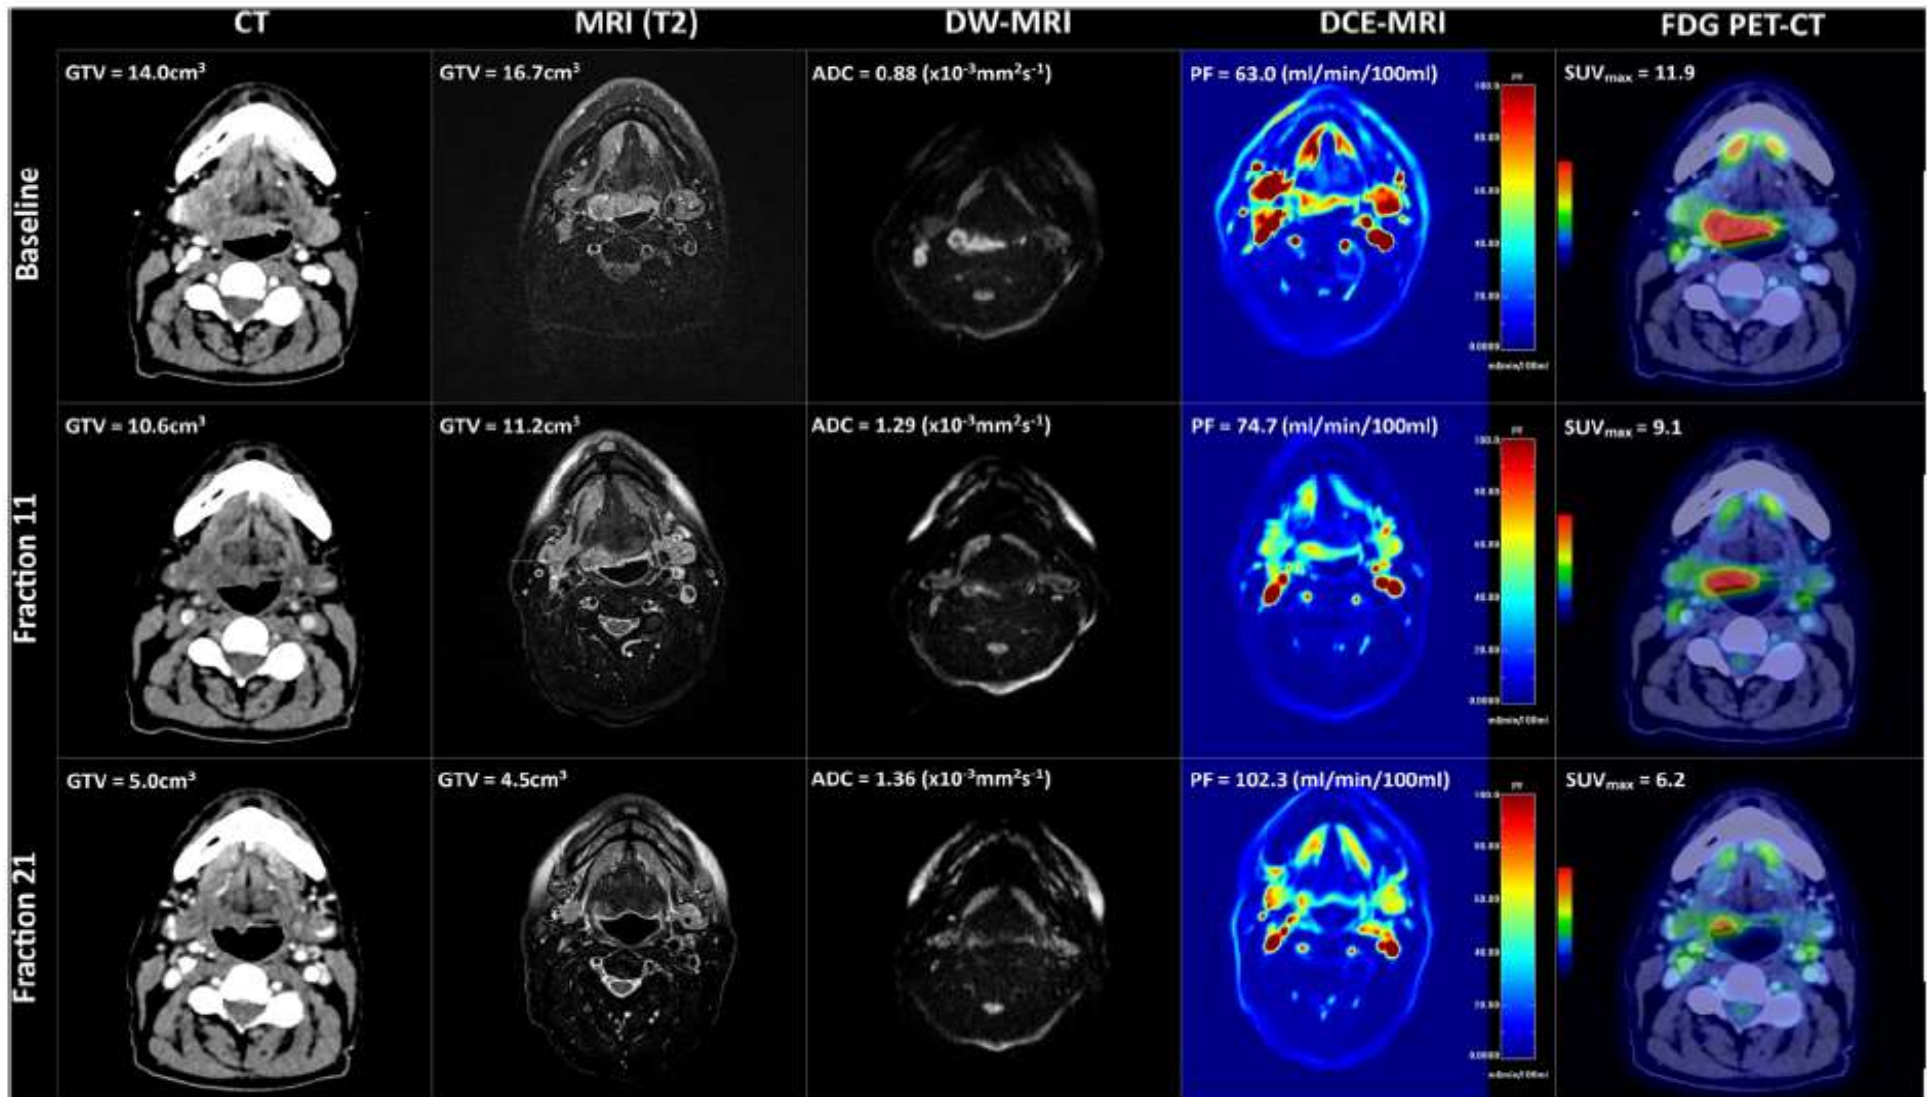 CT MRI (T2) DW-MRI DCE-MRI FDG PET-CT
Baseline
GTV = 14.0cm³
GTV = 16.7cm³
ADC = 0.88 (x10⁻³mm²s⁻¹)
PF = 63.0 (ml/min/100ml)
SUVmax = 11.9
Fraction 11
GTV = 10.6cm³
GTV = 11.2cm³
ADC = 1.29 (x10⁻³mm²s⁻¹)
PF = 74.7 (ml/min/100ml)
SUVmax = 9.1
Fraction 21
GTV = 5.0cm³
GTV = 4.5cm³
ADC = 1.36 (x10⁻³mm²s⁻¹)
PF = 102.3 (ml/min/100ml)
SUVmax = 6.2